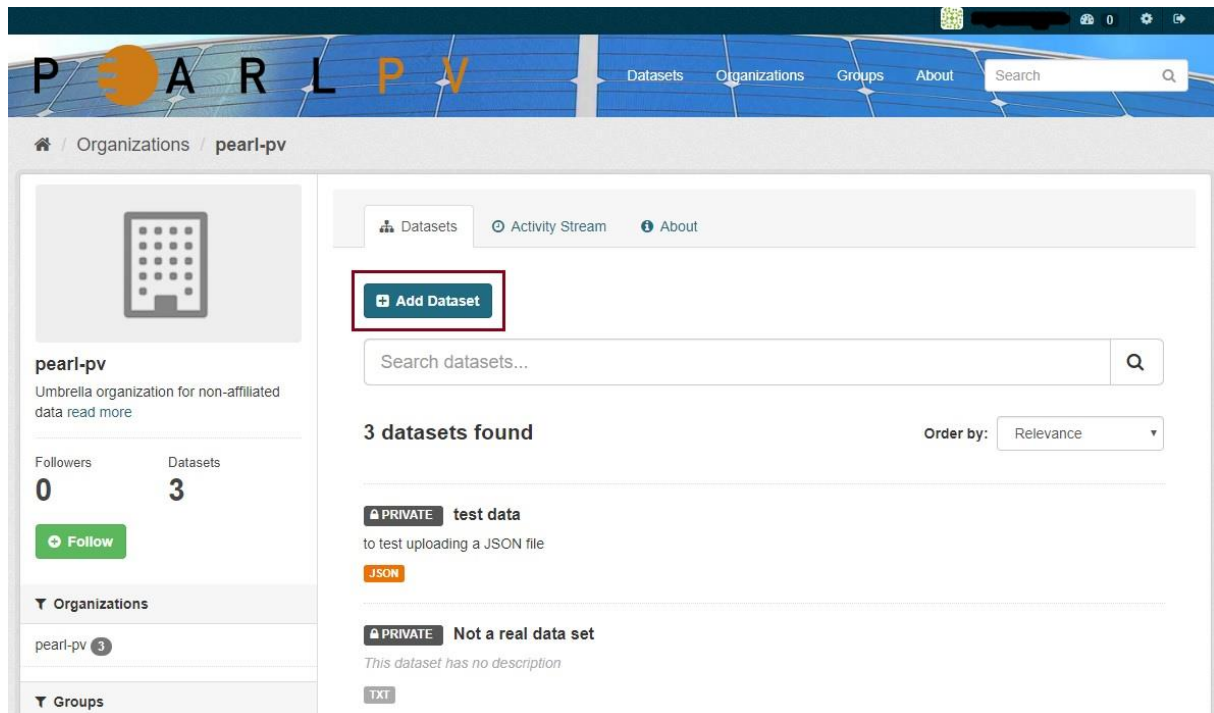 0
PEARL PV
Datasets Organizations Groups About Search
/ Organizations / pearl-pv
Datasets Activity Stream About
Add Dataset
Search datasets...
pearl-pv
Umbrella organization for non-affiliated
data read more
3 datasets found
Order by: Relevance
Followers Datasets
0 3
Follow
PRIVATE test data
to test uploading a JSON file
JSON
Organizations
pearl-pv 3
PRIVATE Not a real data set
This dataset has no description
TXT
Groups